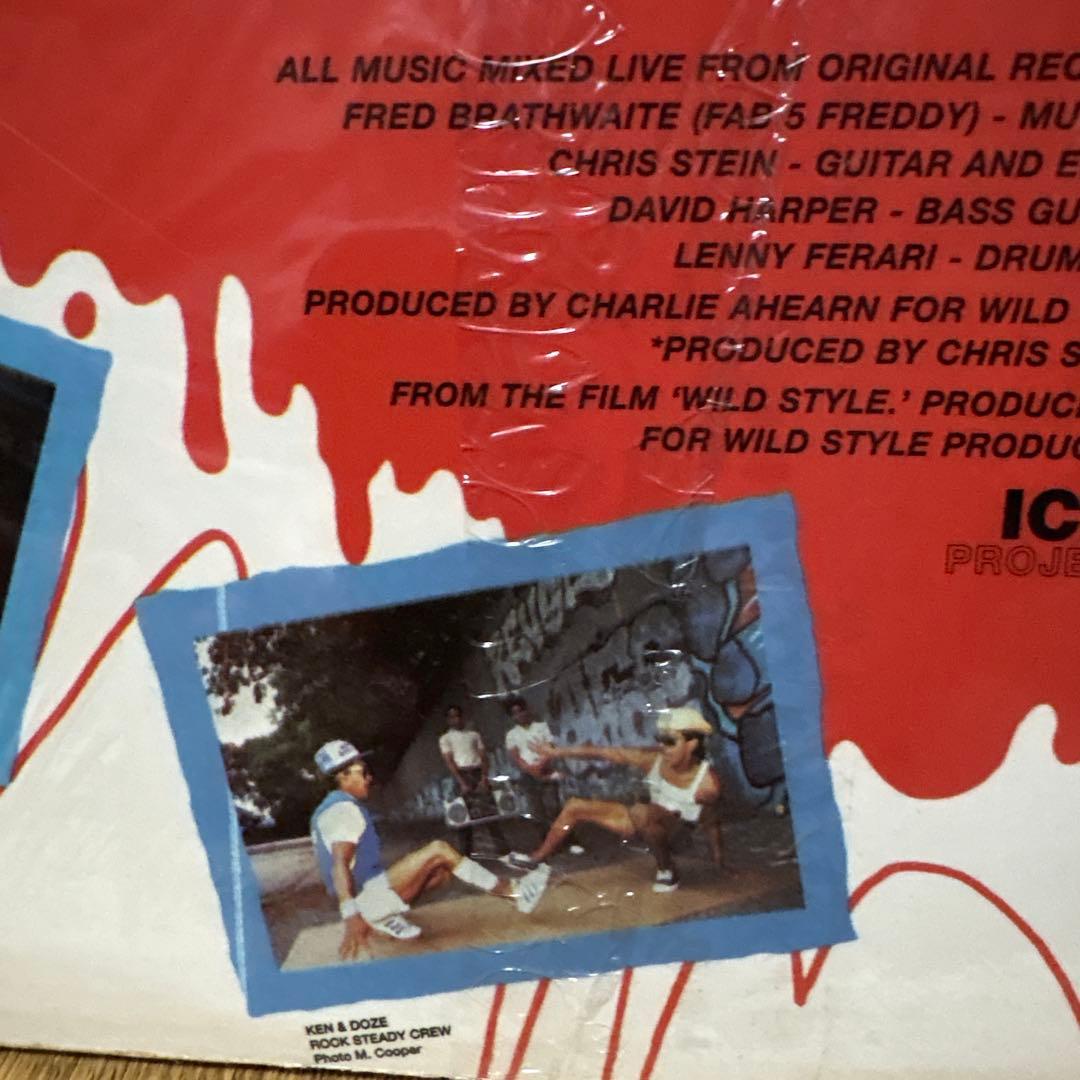 ALL MUSIC MIXED LIVE FROM ORIGINAL REC
FRED BRATHWAITE (FAB 5 FREDDY) - MU
CHRIS STEIN - GUITAR AND E
DAVID HARPER - BASS GU
LENNY FERARI - DRUM
PRODUCED BY CHARLIE AHEARN FOR WILD
*PRODUCED BY CHRIS S
FROM THE FILM ‘WILD STYLE.’ PRODUC
FOR WILD STYLE PRODUC
IC
PROJE
KEN & DOZE
ROCK STEADY CREW
Photo M. Cooper